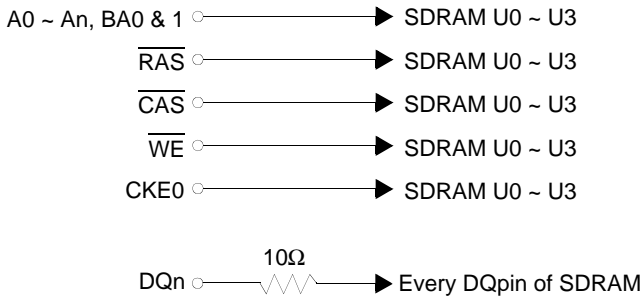 A0 ~ An, BA0 & 1 SDRAM U0 ~ U3
RAS SDRAM U0 ~ U3
CAS SDRAM U0 ~ U3
WE SDRAM U0 ~ U3
CKE0 SDRAM U0 ~ U3
10Ω
DQn Every DQpin of SDRAM